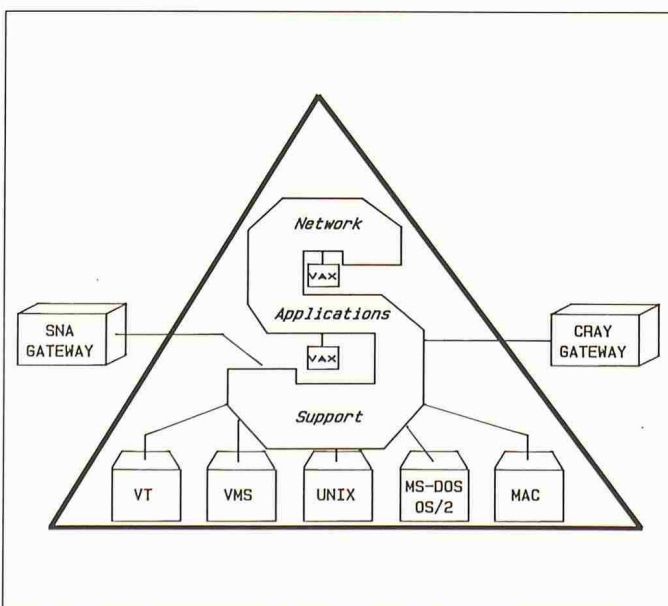 Network
VAX
Applications
SNA
GATEWAY
CRAY
GATEWAY
VAX
Support
VT
VMS
UNIX
MS-DOS
OS/2
MAC